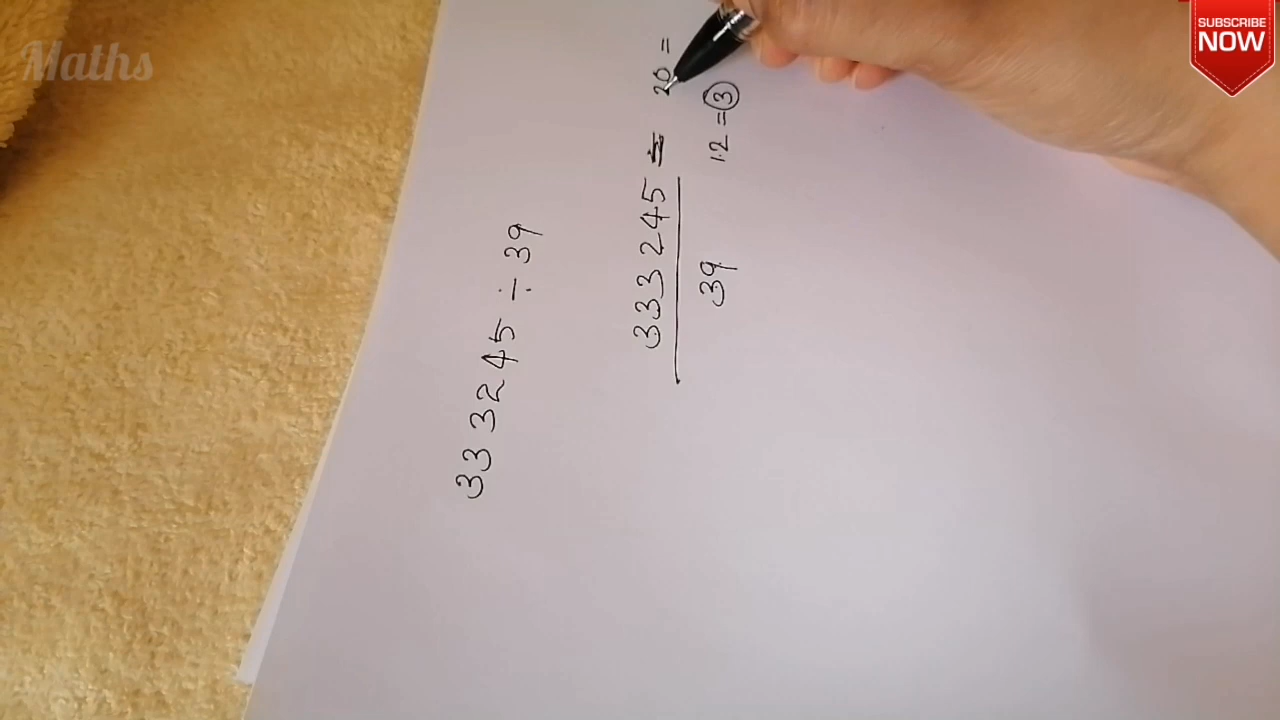 Maths
SUBSCRIBE
NOW
333245 ÷ 39
333245 = 20 =
39 12 = 3